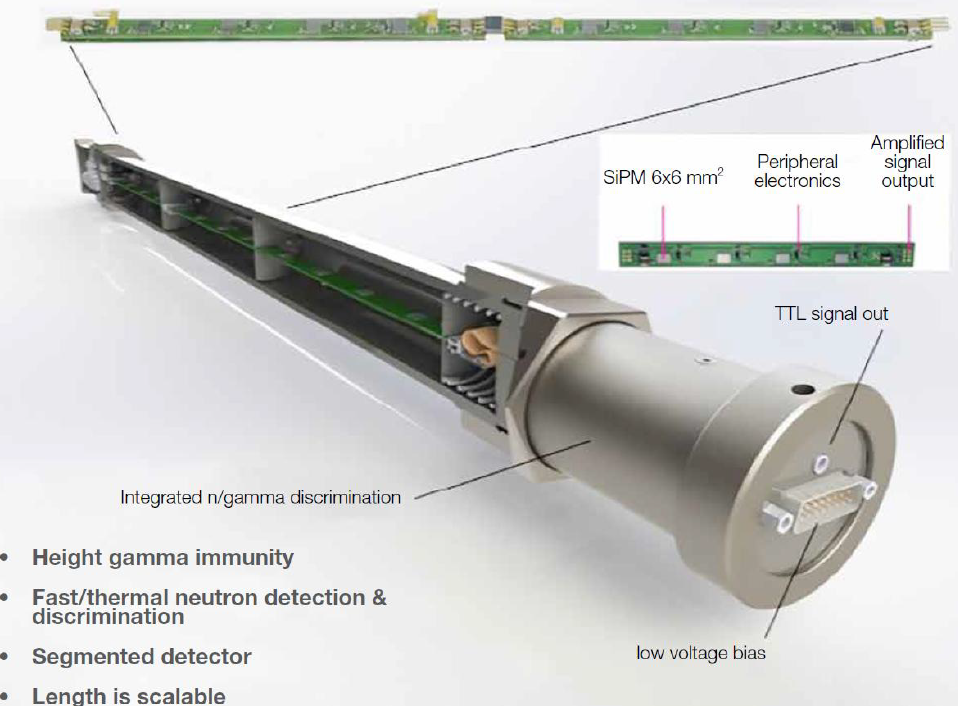 SiPM 6x6 mm²
Peripheral
electronics
Amplified
signal
output
TTL signal out
Integrated n/gamma discrimination
• Height gamma immunity
• Fast/thermal neutron detection &
discrimination
• Segmented detector
• Length is scalable
low voltage bias